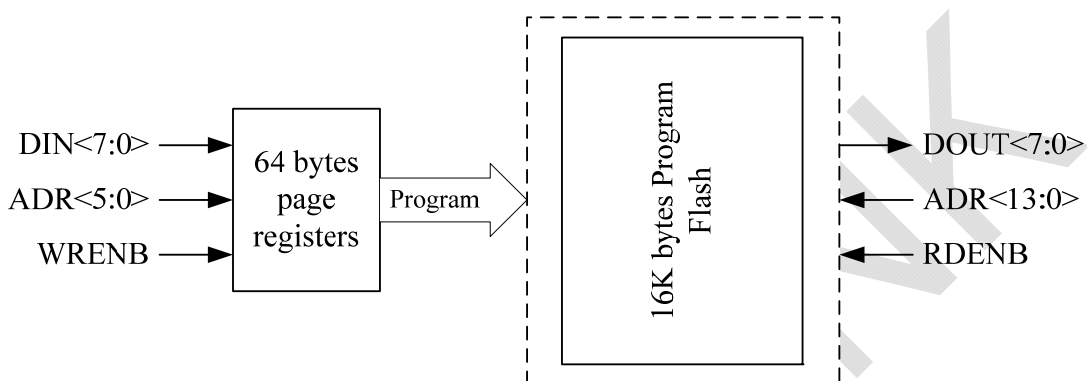 DIN<7:0>
ADR<5:0>
WRENB
64 bytes
page
registers
Program
16K bytes Program
Flash
DOUT<7:0>
ADR<13:0>
RDENB